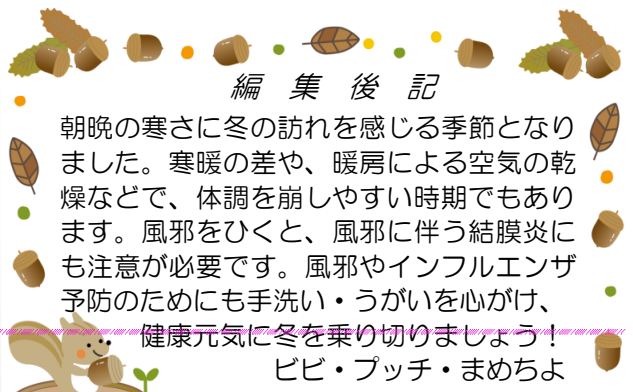 編集後記
朝晩の寒さに冬の訪れを感じる季節となり
ました。寒暖の差や、暖房による空気の乾
燥などで、体調を崩しやすい時期でもあり
ます。風邪をひくと、風邪に伴う結膜炎に
も注意が必要です。風邪やインフルエンザ
予防のためにも手洗い・うがいを心がけ、
健康元気に冬を乗り切りましょう！
ビビ・プッチ・まめちよ